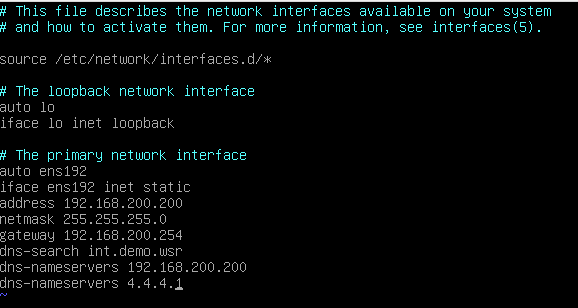 # This file describes the network interfaces available on your system
# and how to activate them. For more information, see interfaces(5).
source /etc/network/interfaces.d/*
# The loopback network interface
auto lo
iface lo inet loopback
# The primary network interface
auto ens192
iface ens192 inet static
address 192.168.200.200
netmask 255.255.255.0
gateway 192.168.200.254
dns-search int.demo.wsr
dns-nameservers 192.168.200.200
dns-nameservers 4.4.4.1
~